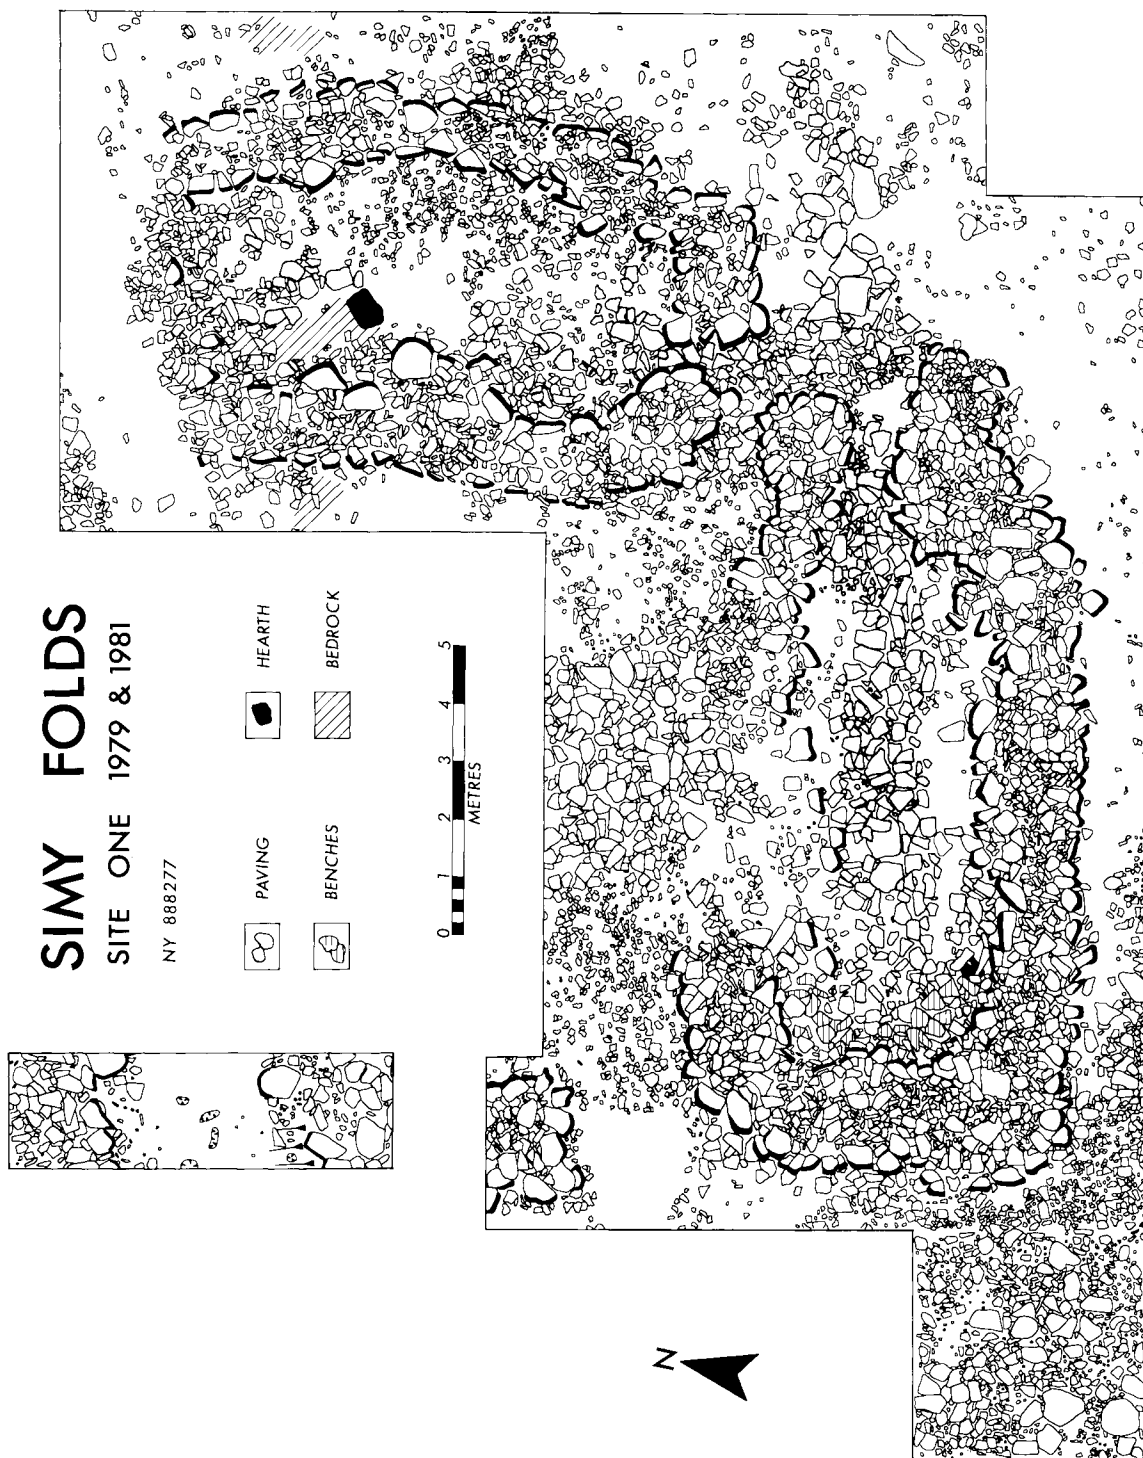 SIMY FOLDS
SITE ONE 1979 & 1981
NY 888277
PAVING
HEARTH
BENCHES
BEDROCK
0 1 2 3 4 5
METRES
N